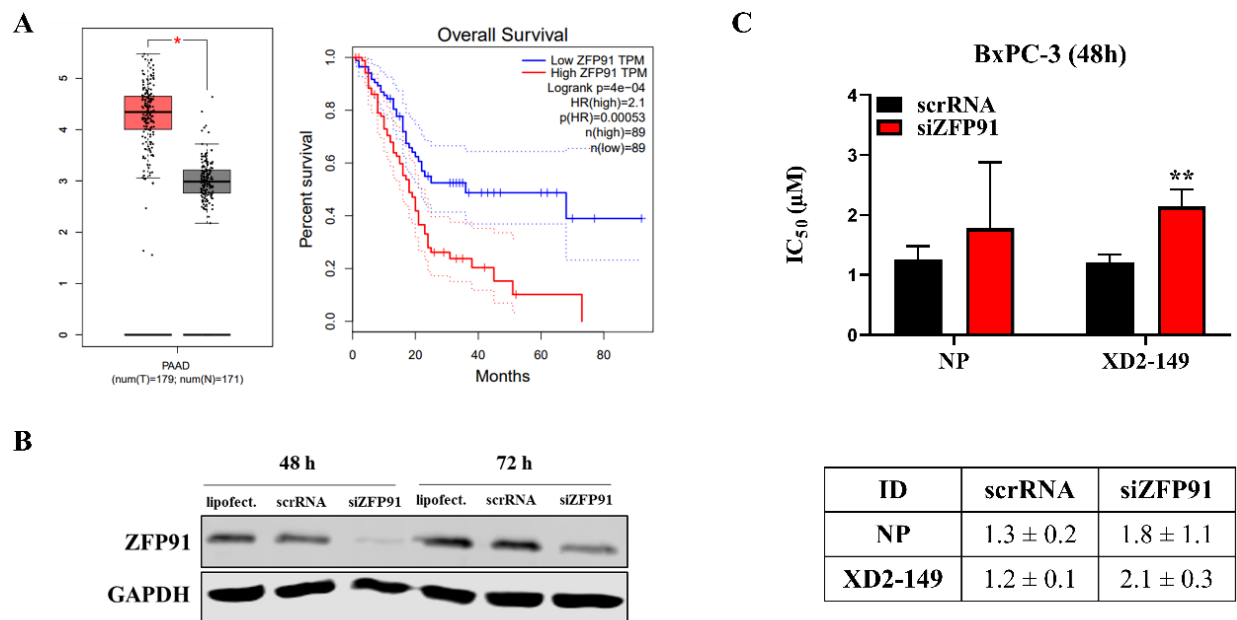 A
5
4
3
2
1
0
*
PAAD
(num(T)=179; num(N)=171)
Overall Survival
Low ZFP91 TPM
High ZFP91 TPM
Logrank p=4e−04
HR(high)=2.1
p(HR)=0.00053
n(high)=89
n(low)=89
Percent survival
1.0
0.8
0.6
0.4
0.2
0.0
0 20 40 60 80
Months
B
48 h 72 h
lipofect. scrRNA siZFP91 lipofect. scrRNA siZFP91
ZFP91
GAPDH
C
BxPC-3 (48h)
scrRNA
siZFP91
IC50 (μM)
4
3
2
1
0
**
NP XD2-149
ID scrRNA siZFP91
NP 1.3 ± 0.2 1.8 ± 1.1
XD2-149 1.2 ± 0.1 2.1 ± 0.3